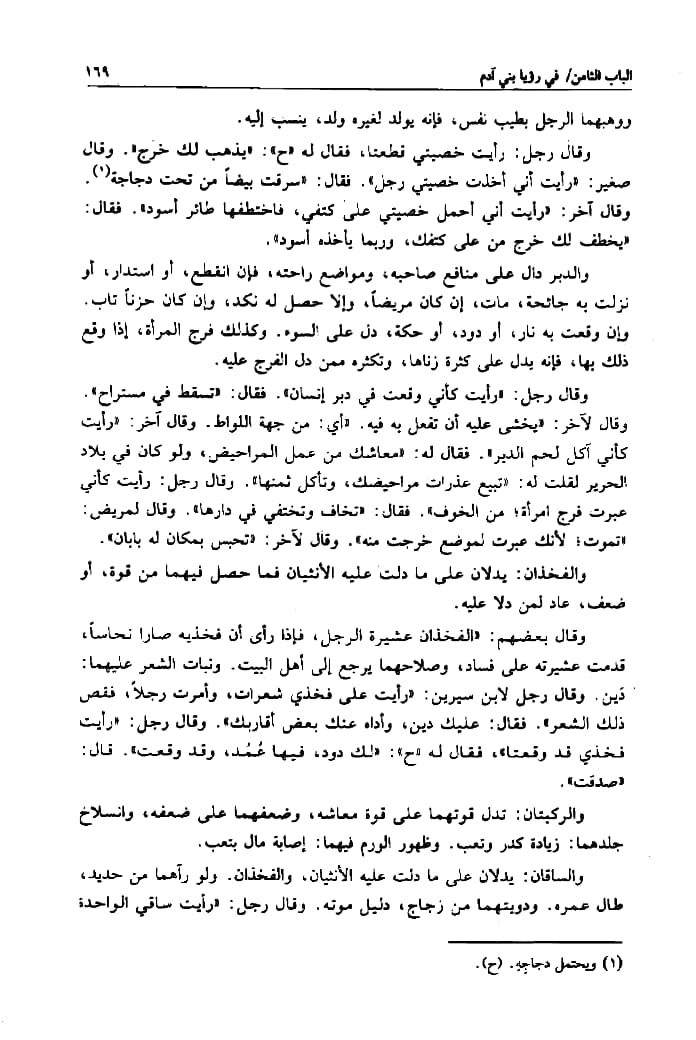 الباب الثامن/ في رؤيا بني آدم ١٦٩
ووهبهما الرجل بطيب نفس، فإنه يولد لغيره ولد، ينسب إليه.
وقال رجل: رأيت خصيتي قطعتا، فقال له «ح»: «يذهب لك خرج». وقال
صغير: «رأيت أني أخذت خصيتي رجل». فقال: «سرقت بيضاً من تحت دجاجة(١).
وقال آخر: «رأيت أني أحمل خصيتي على كتفي، فاختطفها طائر أسود». فقال:
«يخطف لك خرج من على كتفك، وربما يأخذه أسود».
والدبر دال على منافع صاحبه، ومواضع راحته، فإن انقطع، أو استدار، أو
نزلت به جائحة، مات، إن كان مريضاً، وإلا حصل له نكد، وإن كان حزناً تاب.
وإن وقعت به نار، أو دود، أو حكة، دل على السوء. وكذلك فرج المرأة، إذا وقع
ذلك بها، فإنه يدل على كثرة زناها، وتكثره ممن دل الفرج عليه.
وقال رجل: «رأيت كأني وقعت في دبر إنسان». فقال: «تسقط في مستراح».
وقال لآخر: «يخشى عليه أن تفعل به فيه. «أي: من جهة اللواط. وقال آخر: «رأيت
كأني آكل لحم الدبر». فقال له: «معاشك من عمل المراحيض، ولو كان في بلاد
الحرير لقلت له: «تبيع عذرات مراحيضك، وتأكل ثمنها». وقال رجل: رأيت كأني
عبرت فرج امرأة؛ من الخوف». فقال: «تخاف وتختفي في دارها». وقال لمريض:
«تموت؛ لأنك عبرت لموضع خرجت منه». وقال لآخر: «تحبس بمكان له بابان».
والفخذان: يدلان على ما دلت عليه الأنثيان فما حصل فيهما من قوة، أو
ضعف، عاد لمن دلا عليه.
وقال بعضهم: «الفخذان عشيرة الرجل، فإذا رأى أن فخذيه صارا نحاساً،
قدمت عشيرته على فساد، وصلاحهما يرجع إلى أهل البيت. ونبات الشعر عليهما:
دَين. وقال رجل لابن سيرين: «رأيت على فخذي شعرات، وأمرت رجلاً، فقص
ذلك الشعر». فقال: عليك دين، وأداه عنك بعض أقاربك». وقال رجل: «رأيت
فخذي قد وقعتا»، فقال له «ح»: «لك دود، فيها عُمُد، وقد وقعت». قال:
«صدقت».
والركبتان: تدل قوتهما على قوة معاشه، وضعفهما على ضعفه، وانسلاخ
جلدهما: زيادة كدر وتعب. وظهور الورم فيهما: إصابة مال بتعب.
والساقان: يدلان على ما دلت عليه الأنثيان، والفخذان. ولو رآهما من حديد،
طال عمره. ودويتهما من زجاج، دليل موته. وقال رجل: «رأيت ساقي الواحدة
(١) ويحتمل دجاجه. (ح).